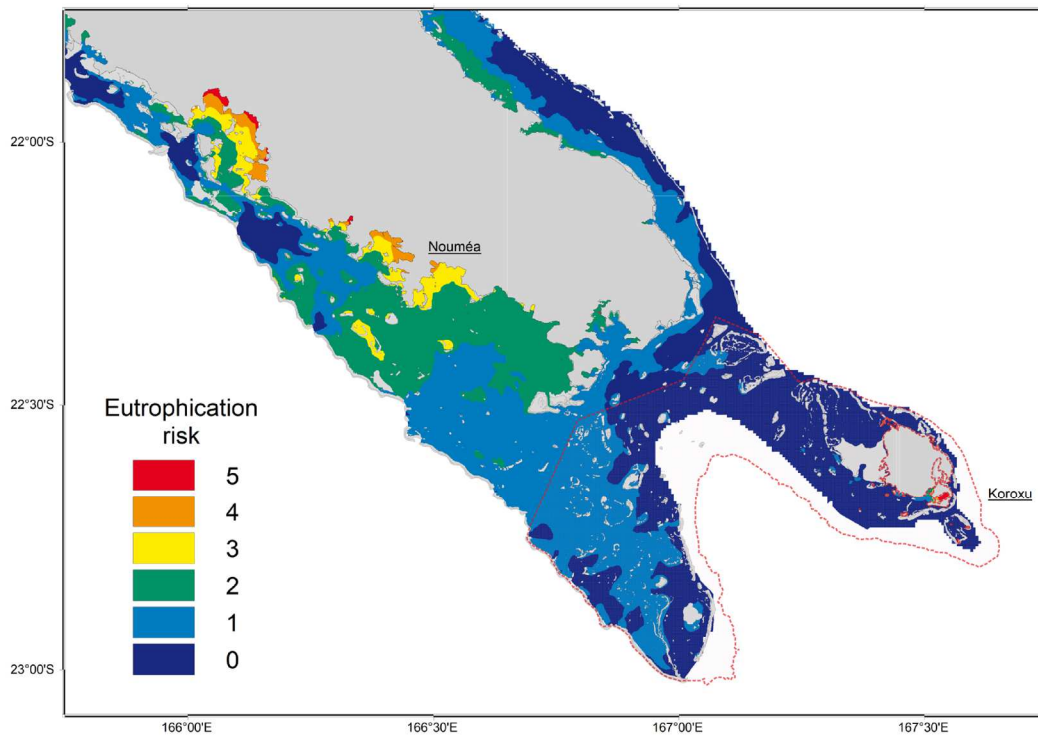 22°00'S
Nouméa
22°30'S
Eutrophication
risk
5
4
3
2
1
0
Koroxu
23°00'S
166°00'E
166°30'E
167°00'E
167°30'E